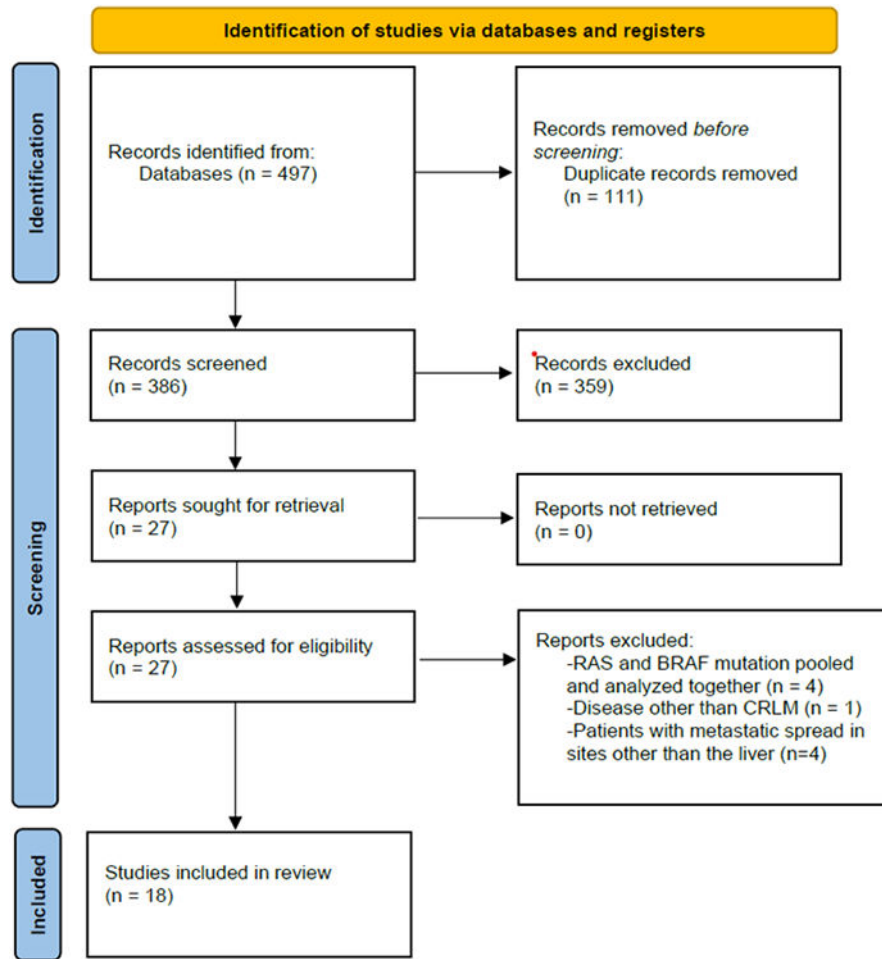 Identification of studies via databases and registers
Identification
Records identified from:
Databases (n = 497)
Records removed before
screening:
Duplicate records removed
(n = 111)
Screening
Records screened
(n = 386)
Records excluded
(n = 359)
Reports sought for retrieval
(n = 27)
Reports not retrieved
(n = 0)
Reports assessed for eligibility
(n = 27)
Reports excluded:
-RAS and BRAF mutation pooled
and analyzed together (n = 4)
-Disease other than CRLM (n = 1)
-Patients with metastatic spread in
sites other than the liver (n=4)
Included
Studies included in review
(n = 18)